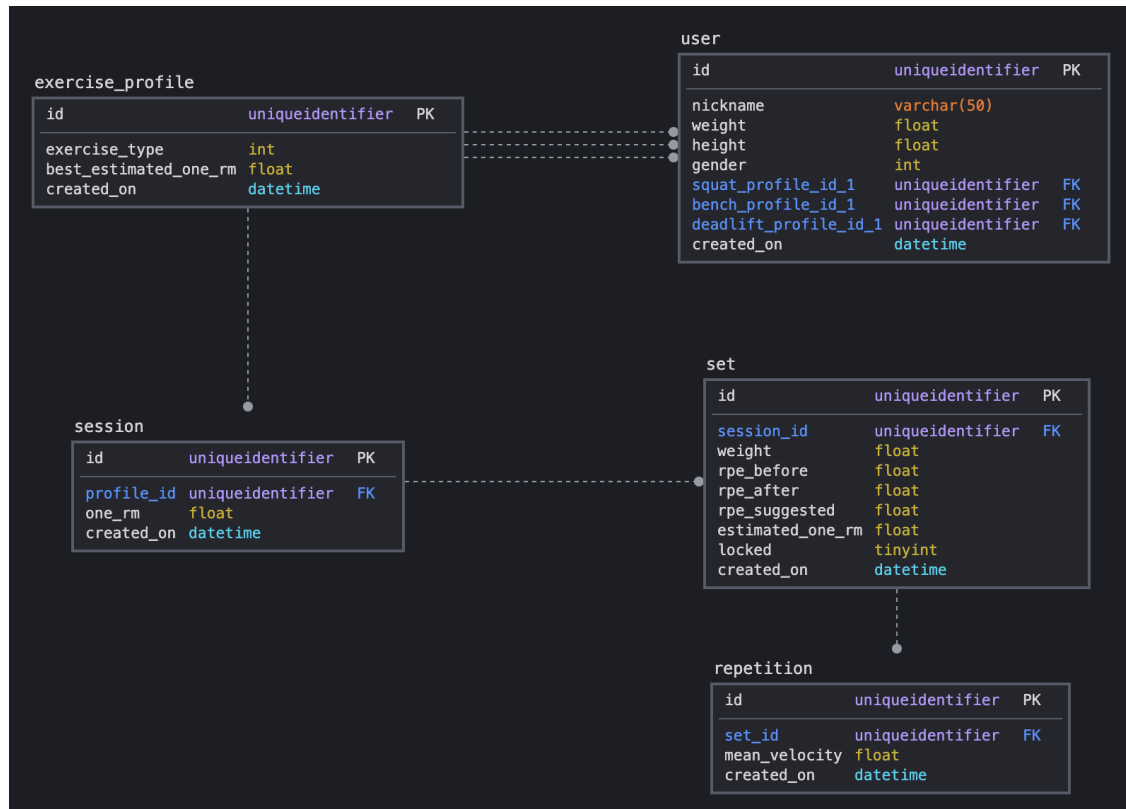 user
id uniqueidentifier PK
nickname varchar(50)
weight float
height float
gender int
squat_profile_id_1 uniqueidentifier FK
bench_profile_id_1 uniqueidentifier FK
deadlift_profile_id_1 uniqueidentifier FK
created_on datetime
exercise_profile
id uniqueidentifier PK
exercise_type int
best_estimated_one_rm float
created_on datetime
set
id uniqueidentifier PK
session_id uniqueidentifier FK
weight float
rpe_before float
rpe_after float
rpe_suggested float
estimated_one_rm float
locked tinyint
created_on datetime
session
id uniqueidentifier PK
profile_id uniqueidentifier FK
one_rm float
created_on datetime
repetition
id uniqueidentifier PK
set_id uniqueidentifier FK
mean_velocity float
created_on datetime